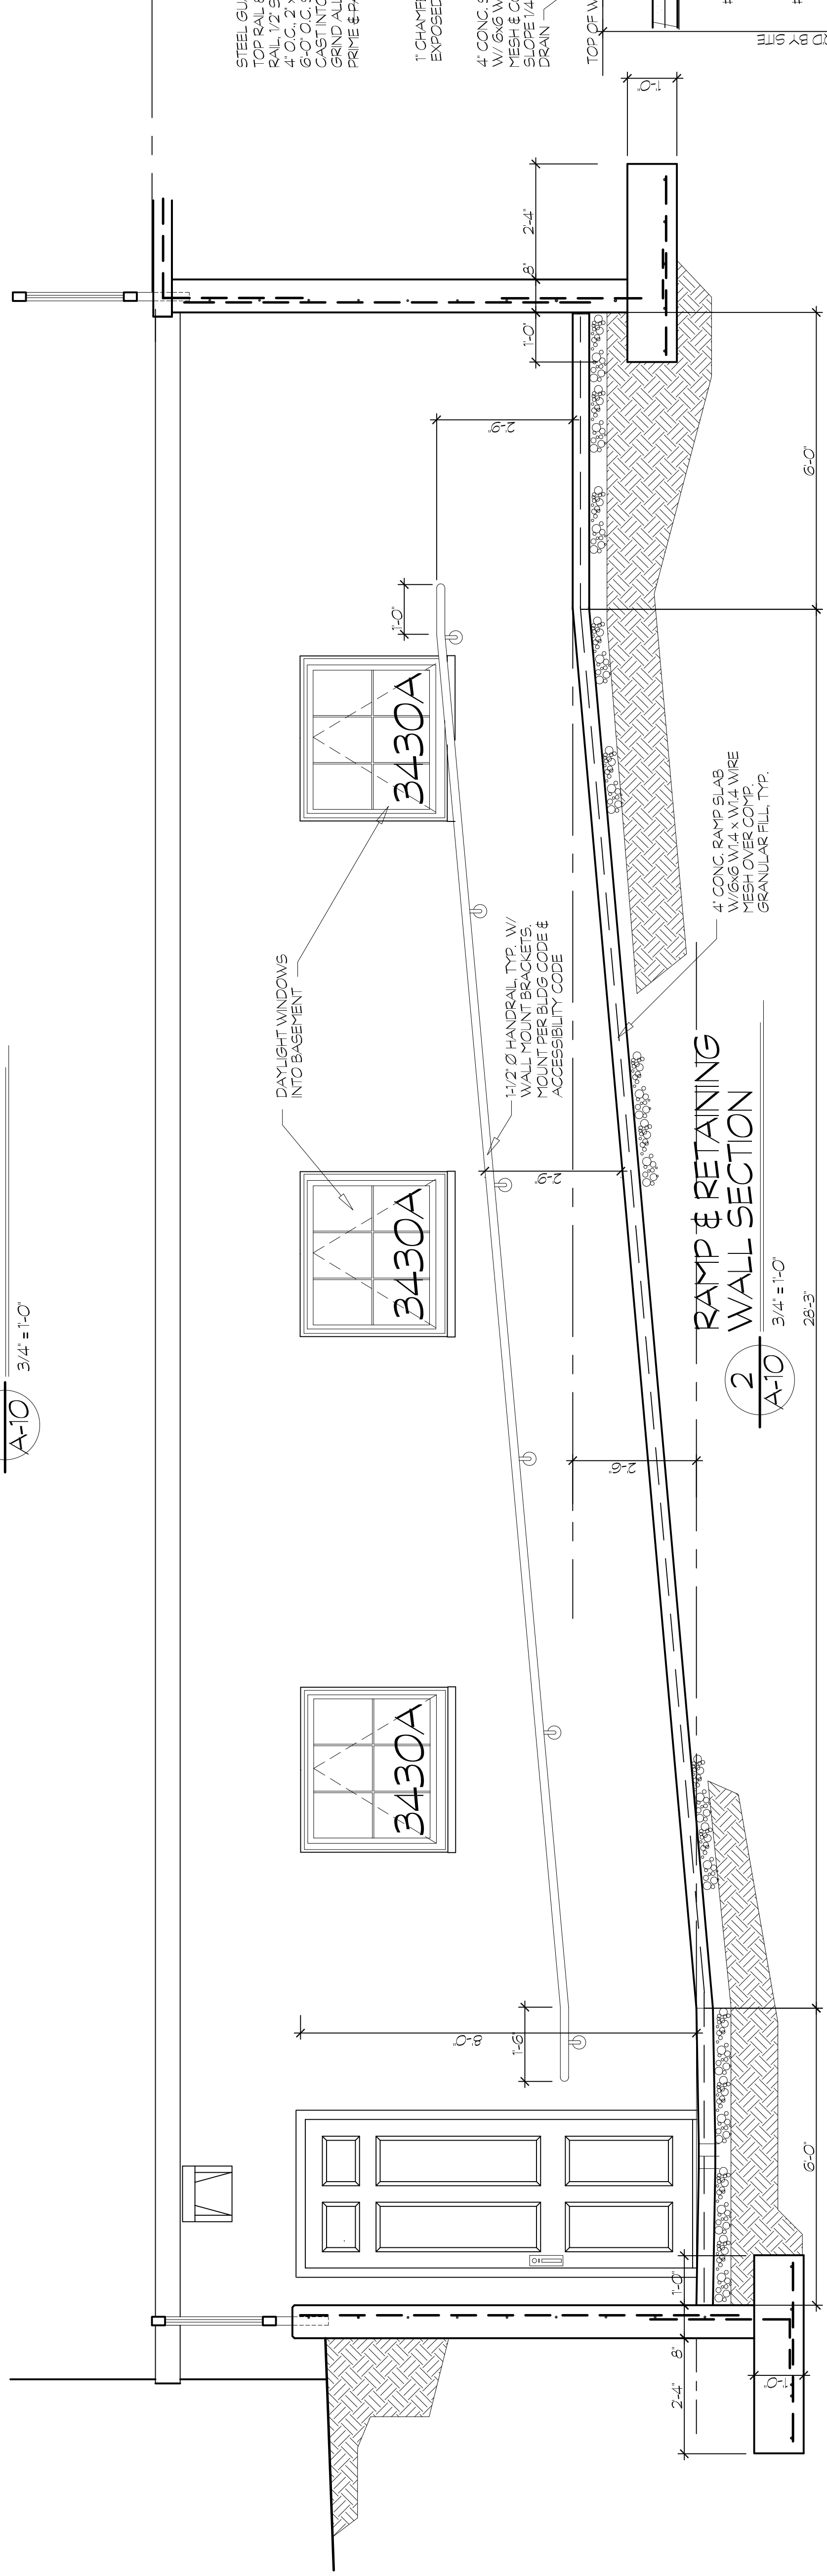 A-10
3/4" = 1'-0"
STEEL GU
TOP RAIL &
RAIL, 1/2" S
4" O.C., 2" x
6'-0" O.C. S
CAST INTO
GRIND ALL
PRIME & PA
1" CHAMF
EXPOSED
4" CONC. S
W/ 6x6 W
MESH & CO
SLOPE 1/4
DRAIN
TOP OF W
RD BY SITE
DAYLIGHT WINDOWS
INTO BASEMENT
3430A
3430A
3430A
1-1/2" Ø HANDRAIL, TYP. W/
WALL MOUNT BRACKETS.
MOUNT PER BLDG CODE &
ACCESSIBILITY CODE
4" CONC. RAMP SLAB
W/6x6 W1.4 x W1.4 WIRE
MESH OVER COMP.
GRANULAR FILL, TYP.
1'-0"
2'-9"
2'-9"
2'-6"
8'-0"
1'-6"
1'-0"
8"
2'-4"
1'-0"
2'-4"
8"
1'-0"
1'-0"
6'-0"
28'-3"
6'-0"
RAMP & RETAINING
WALL SECTION
2
A-10
3/4" = 1'-0"